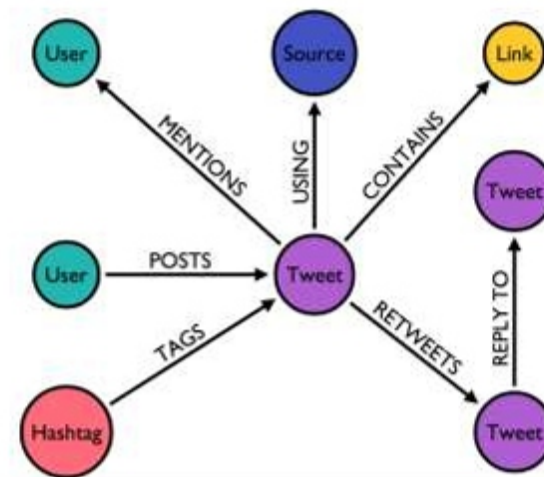 User
Source
Link
MENTIONS
USING
CONTAINS
Tweet
User
POSTS
Tweet
TAGS
RETWEETS
REPLY TO
Hashtag
Tweet